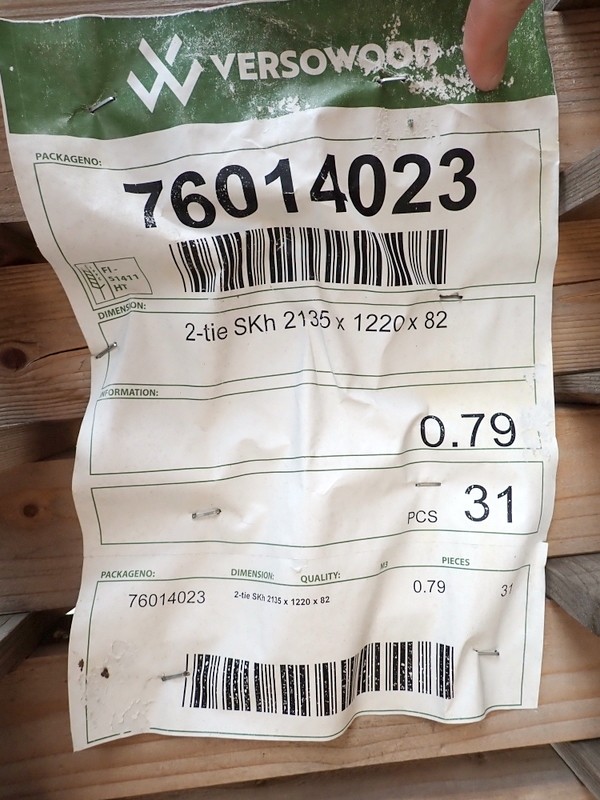 VERSOWOOD
PACKAGENO:
76014023
FI -
51411
HT
DIMENSION:
2-tie SKh 2135 x 1220 x 82
INFORMATION:
0.79
PCS 31
PACKAGENO: DIMENSION: QUALITY: M3 PIECES
76014023 2-tie SKh 2135 x 1220 x 82 0.79 31